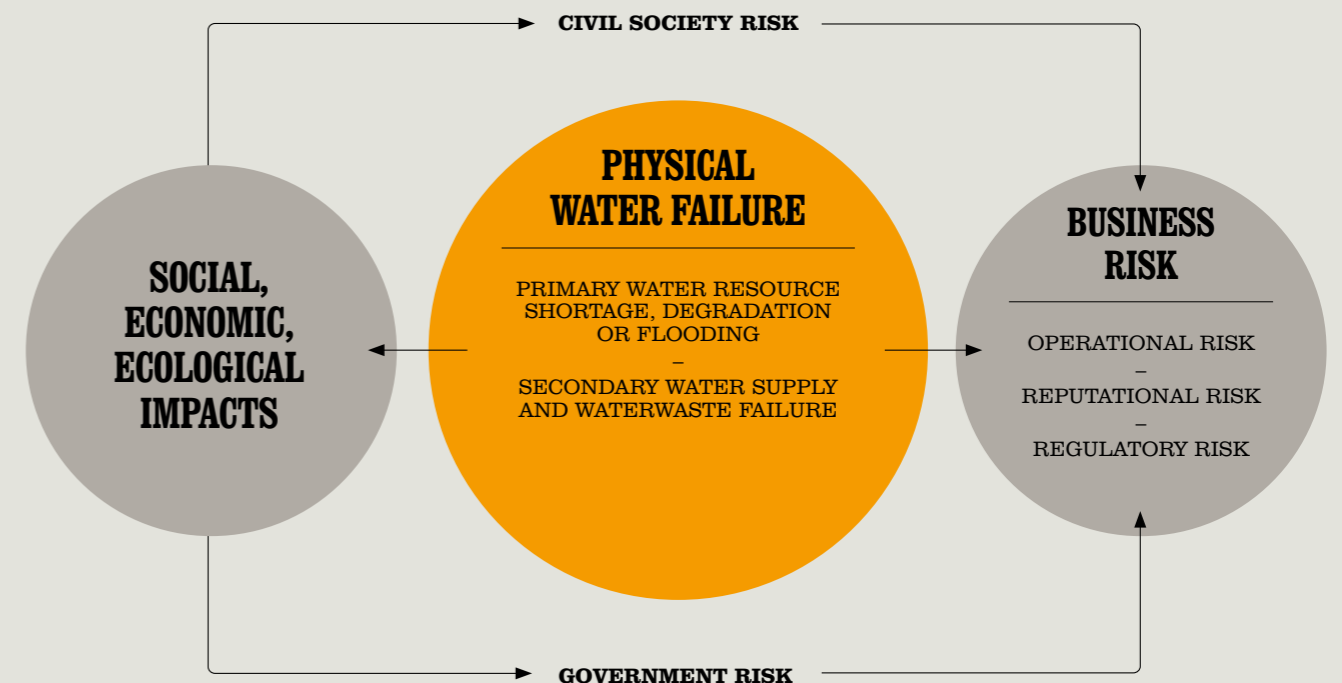 CIVIL SOCIETY RISK
SOCIAL,
ECONOMIC,
ECOLOGICAL
IMPACTS
PHYSICAL
WATER FAILURE
PRIMARY WATER RESOURCE
SHORTAGE, DEGRADATION
OR FLOODING
–
SECONDARY WATER SUPPLY
AND WATERWASTE FAILURE
BUSINESS
RISK
OPERATIONAL RISK
–
REPUTATIONAL RISK
–
REGULATORY RISK
GOVERNMENT RISK